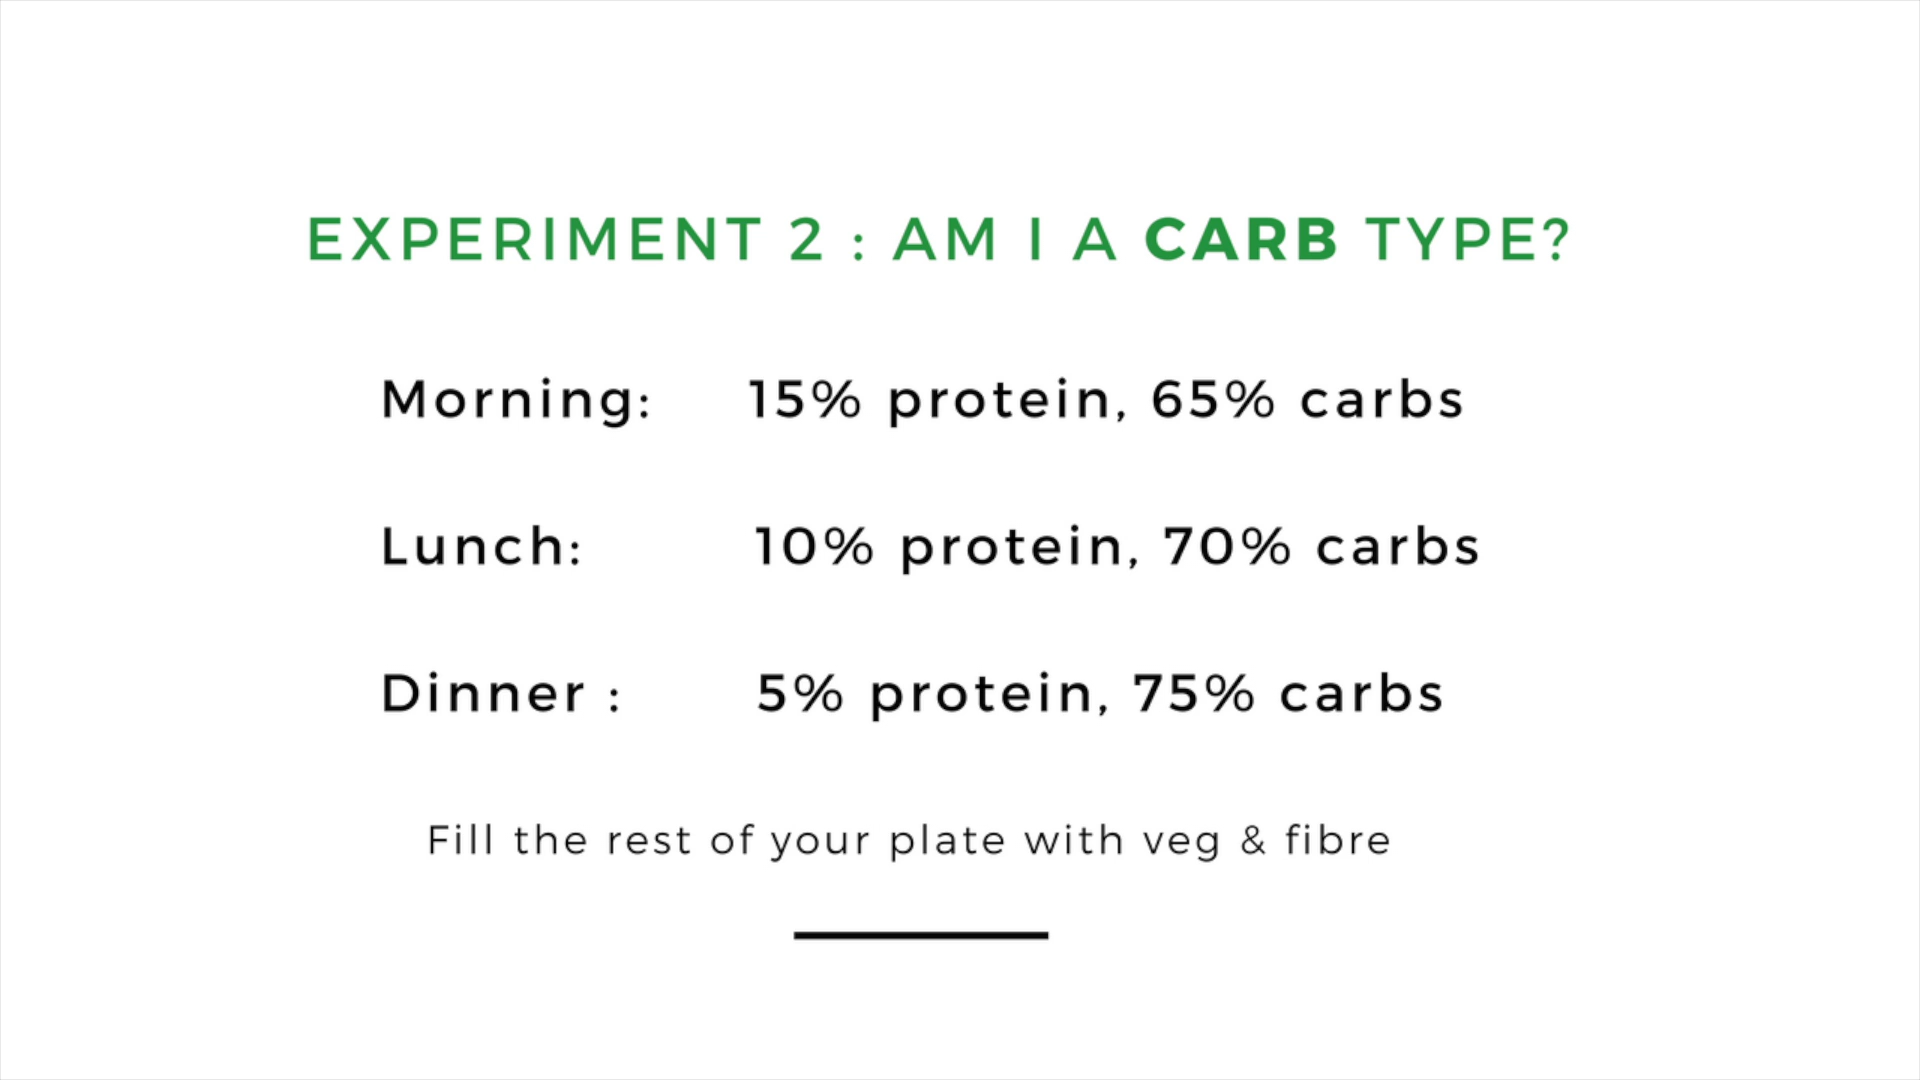 EXPERIMENT 2 : AM I A CARB TYPE?
Morning: 15% protein, 65% carbs
Lunch: 10% protein, 70% carbs
Dinner : 5% protein, 75% carbs
Fill the rest of your plate with veg & fibre